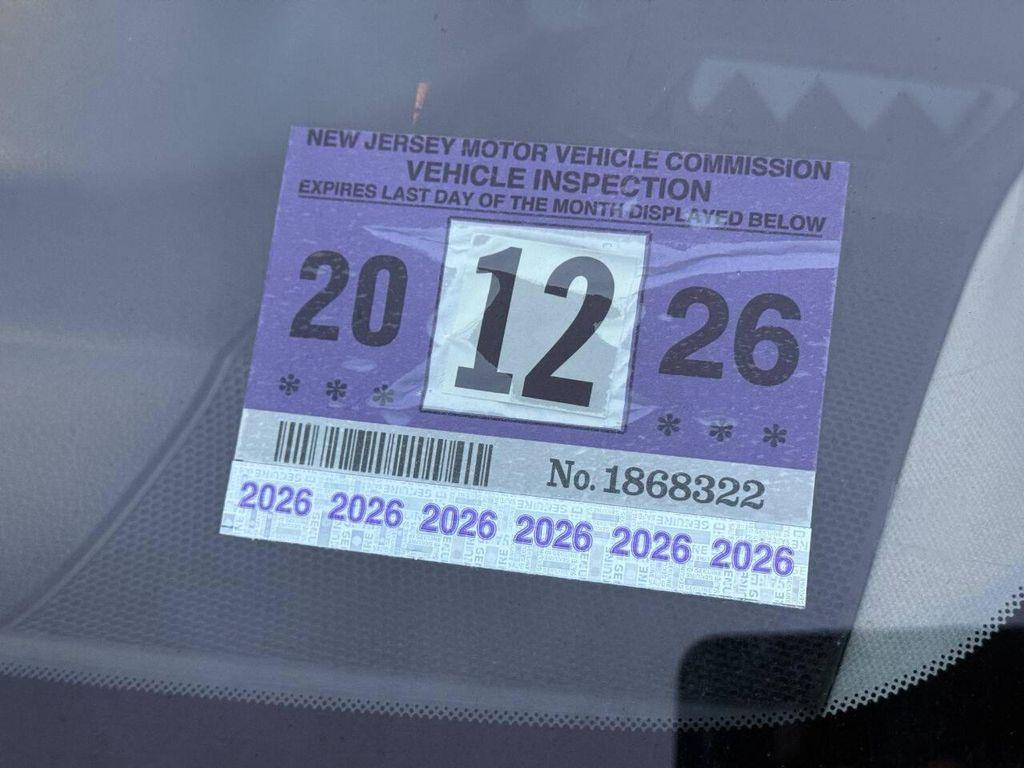 NEW JERSEY MOTOR VEHICLE COMMISSION
VEHICLE INSPECTION
EXPIRES LAST DAY OF THE MONTH DISPLAYED BELOW
20 12 26
*** ***
No. 1868322
2026 2026 2026 2026 2026 2026